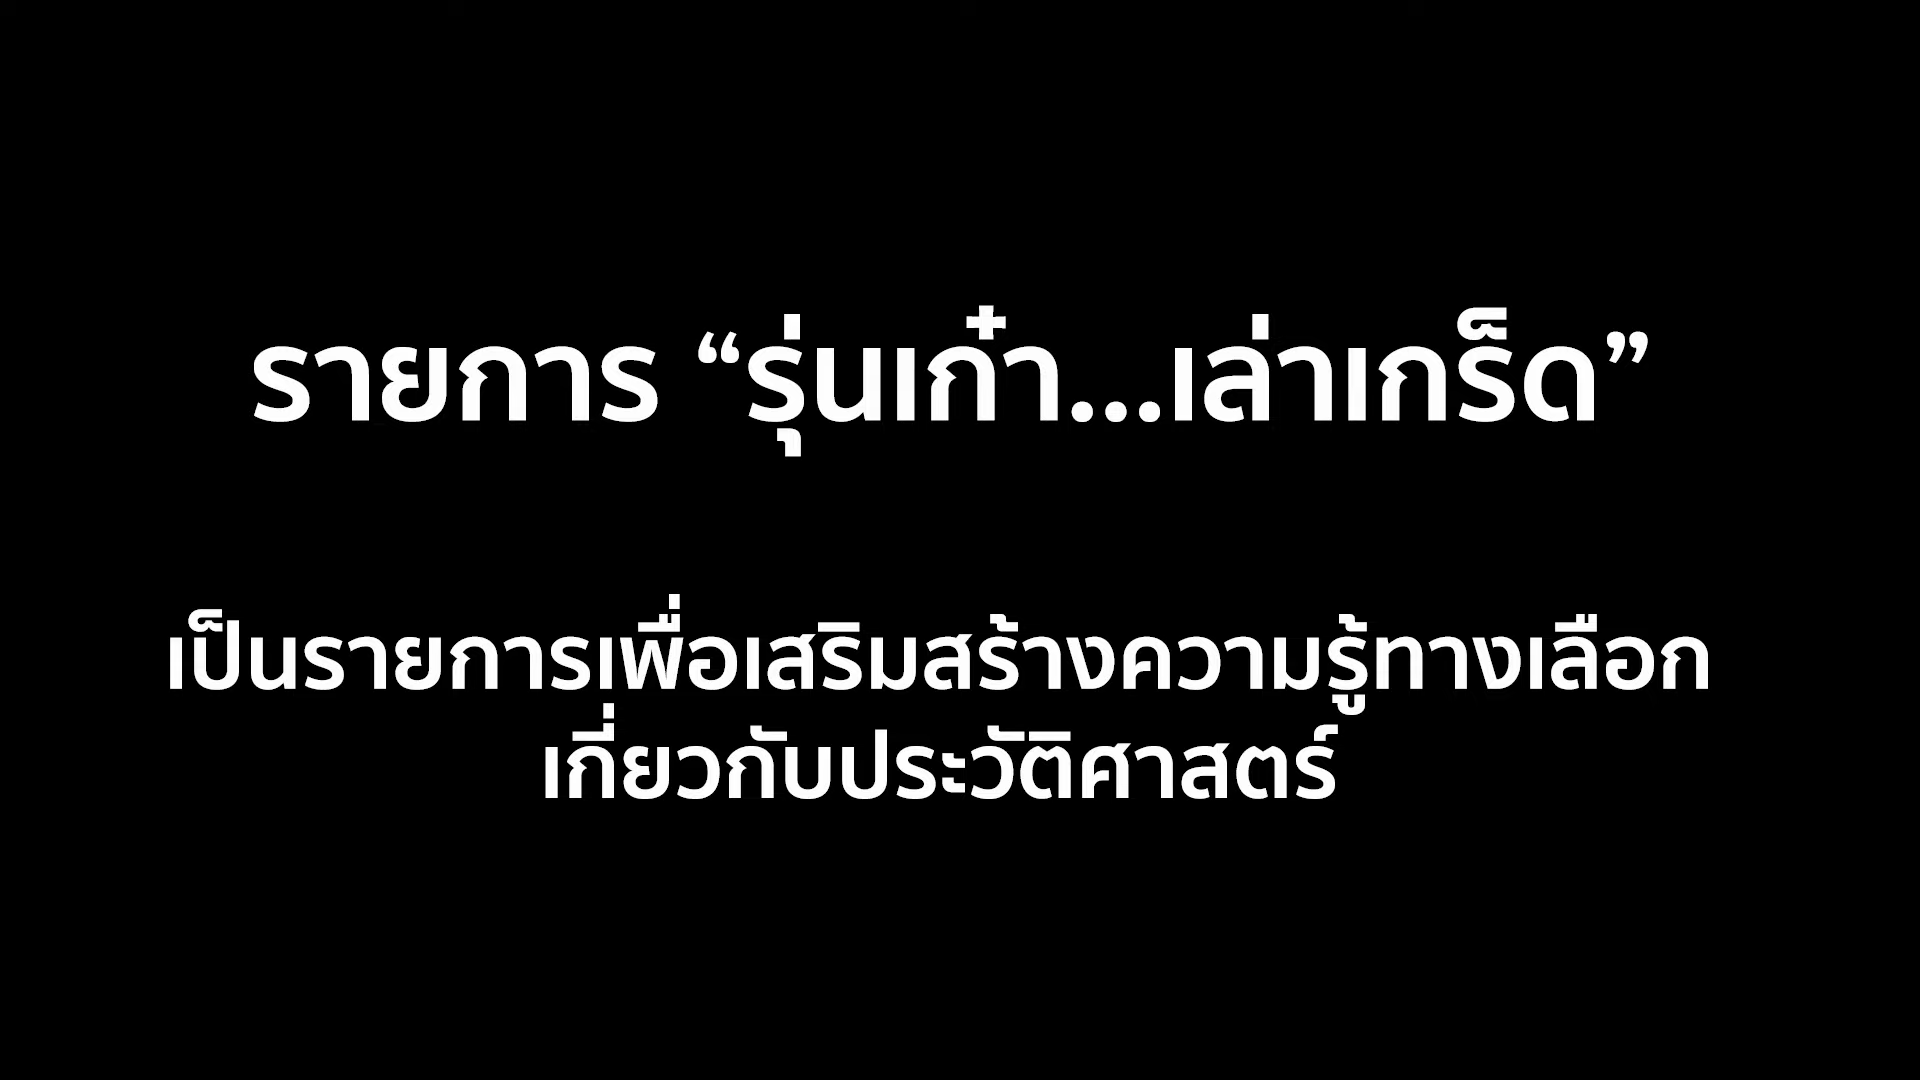 รายการ “รุ่นเก๋า...เล่าเกร็ด”
เป็นรายการเพื่อเสริมสร้างความรู้ทางเลือก
เกี่ยวกับประวัติศาสตร์